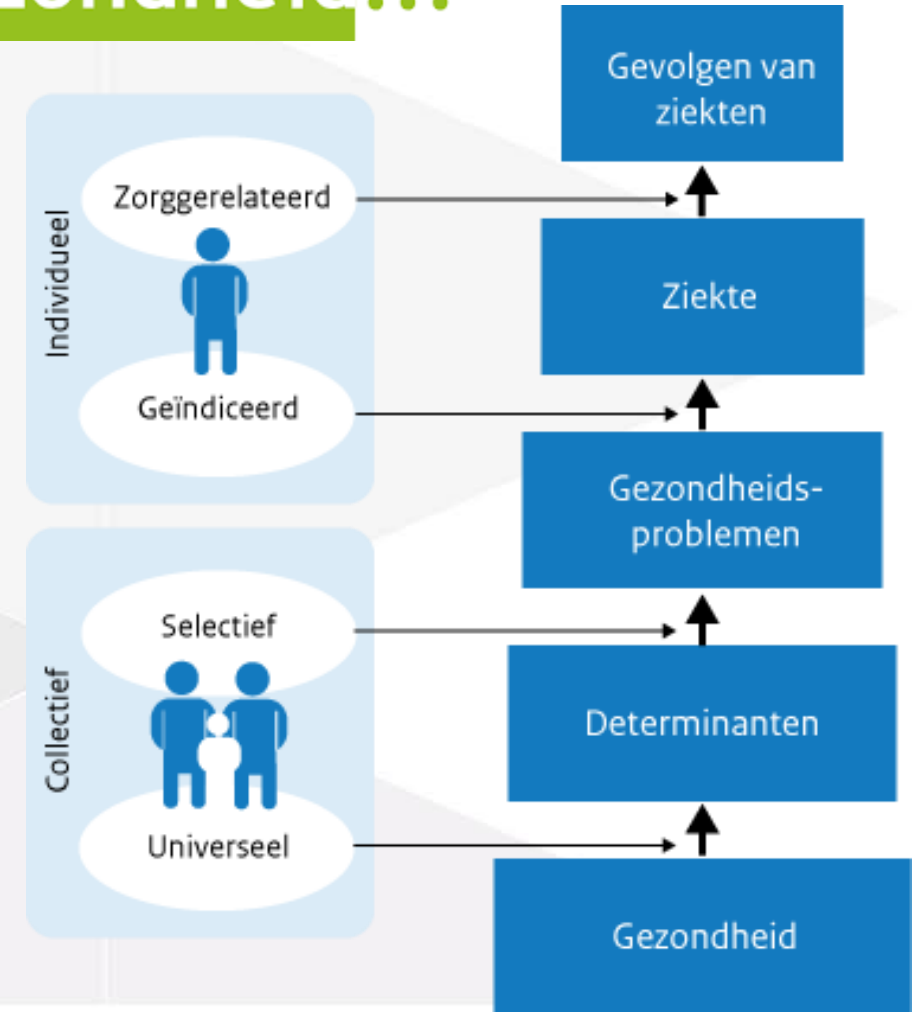 Gevolgen van
ziekten
Zorggerelateerd
Individueel
Ziekte
Geïndiceerd
Gezondheids-
problemen
Selectief
Collectief
Determinanten
Universeel
Gezondheid